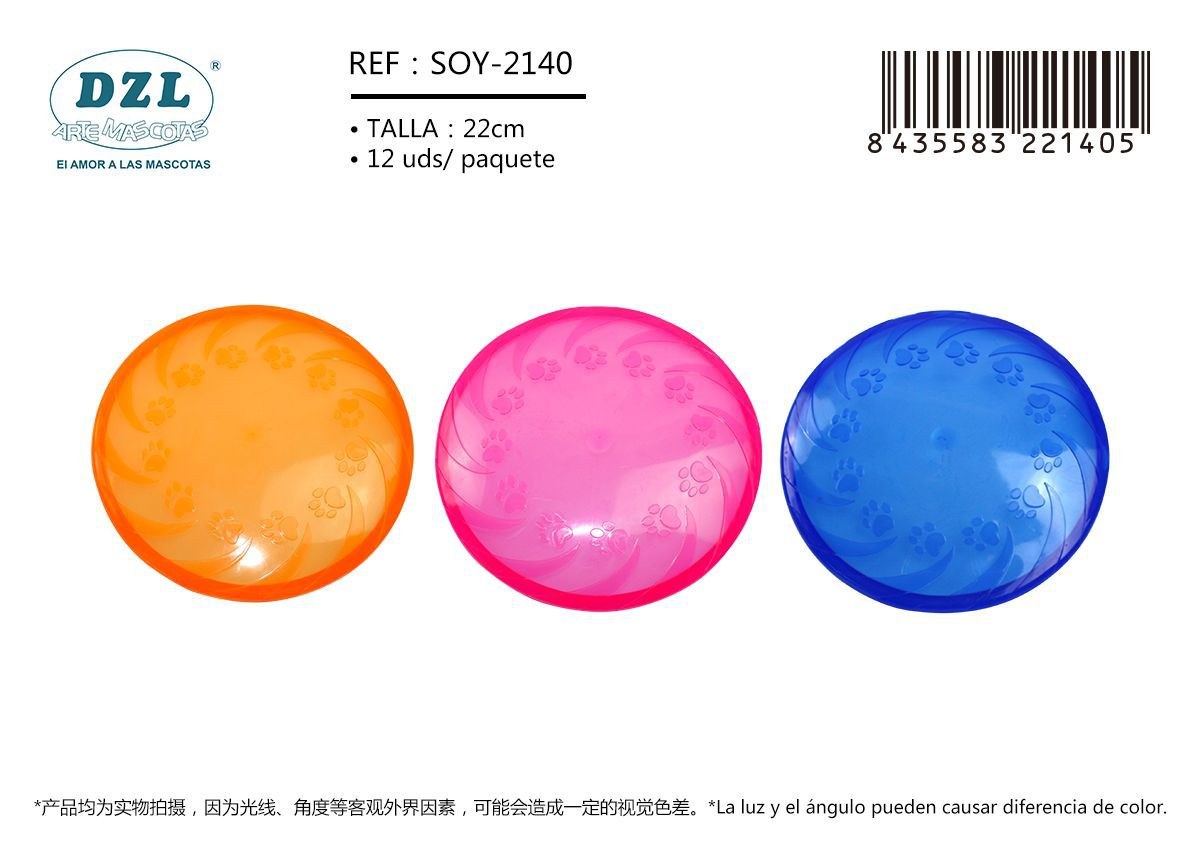 DZL®
ARTE MASCOTAS
El AMOR A LAS MASCOTAS
REF：SOY-2140
• TALLA：22cm
• 12 uds/ paquete
8 435583 221405
*产品均为实物拍摄，因为光线、角度等客观外界因素，可能会造成一定的视觉色差。*La luz y el ángulo pueden causar diferencia de color.